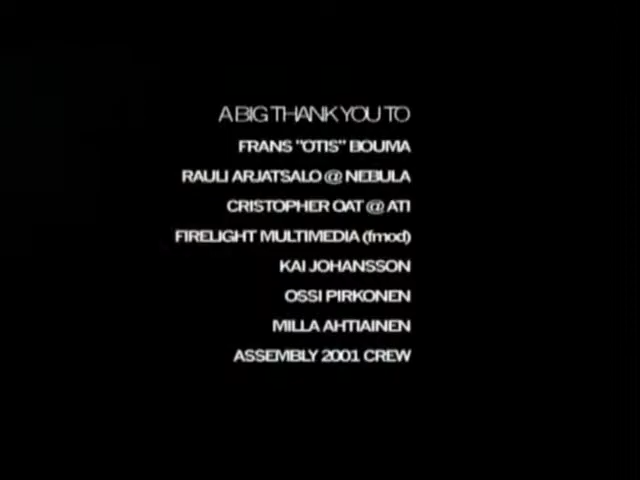 A BIG THANK YOU TO
FRANS "OTIS" BOUMA
RAULI ARJATSALO @ NEBULA
CRISTOPHER OAT @ ATI
FIRELIGHT MULTIMEDIA (fmod)
KAI JOHANSSON
OSSI PIRKONEN
MILLA AHTIAINEN
ASSEMBLY 2001 CREW